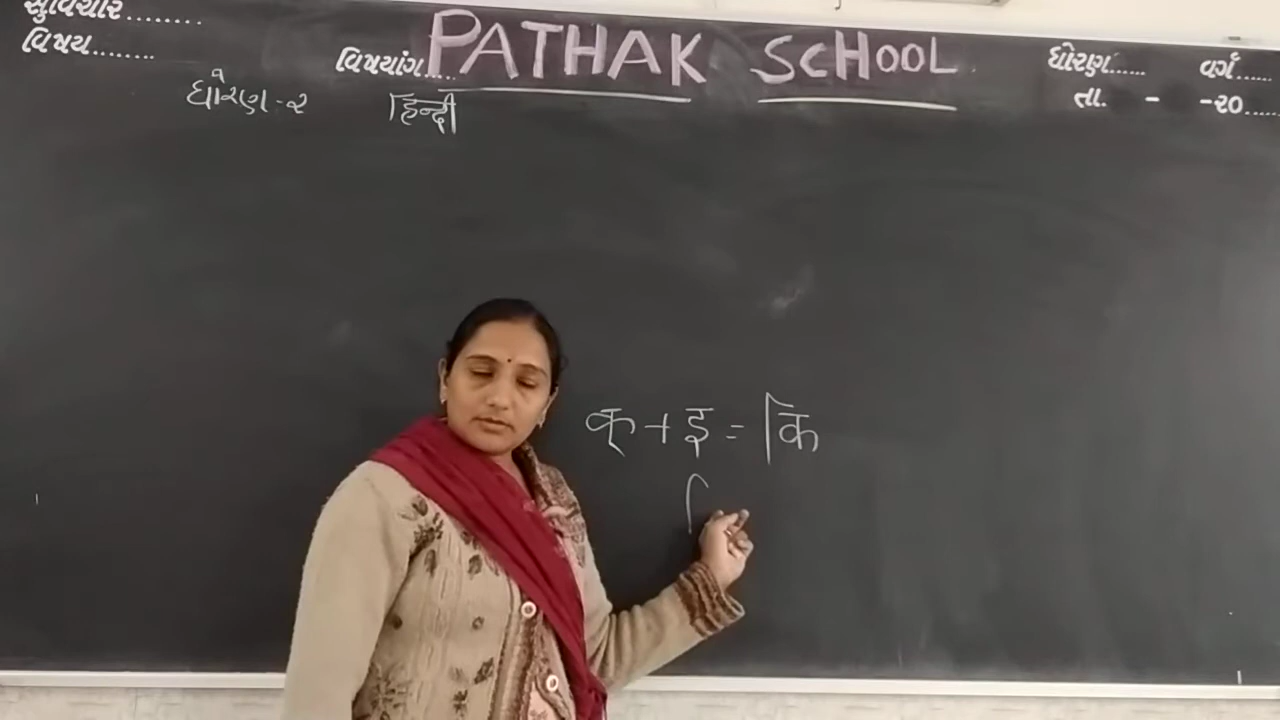 સુવિચાર........
વિષય.......
વિષયાંગ.... PATHAK SCHOOL
ધોરણ...... વર્ગ......
તા. - -૨૦.....
ધોરણ-૨ हिन्दी
क्+इ=कि
ि